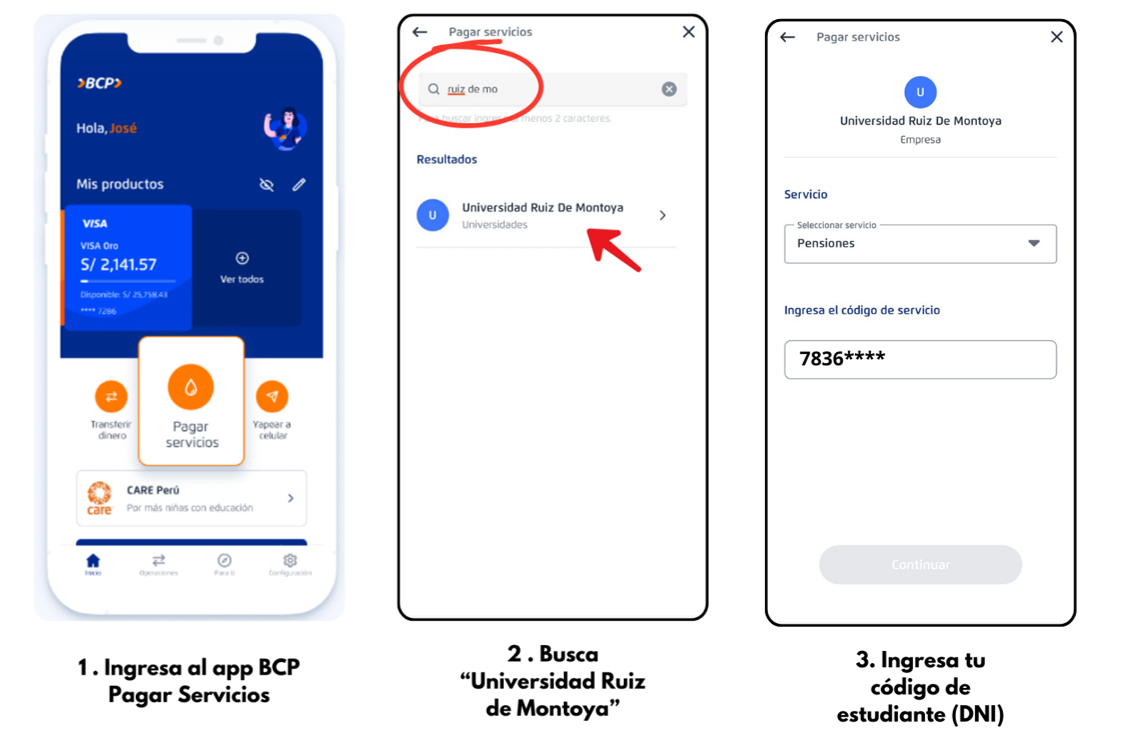 BCP
Hola, José
Mis productos
VISA
VISA Oro
S/ 2,141.57
Disponible: S/ 25,758.43
**** 7286
Ver todos
Transferir
dinero
Pagar
servicios
Yapear a
celular
care
CARE Perú
Por más niñas con educación
Inicio
Operaciones
Para ti
Configuración
1 . Ingresa al app BCP
Pagar Servicios
Pagar servicios
ruiz de mo
buscar menos 2 caracteres.
Resultados
U
Universidad Ruiz De Montoya
Universidades
2 . Busca
“Universidad Ruiz
de Montoya”
Pagar servicios
U
Universidad Ruiz De Montoya
Empresa
Servicio
Seleccionar servicio
Pensiones
Ingresa el código de servicio
7836****
Continuar
3. Ingresa tu
código de
estudiante (DNI)